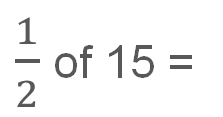 1/2 of 15 =